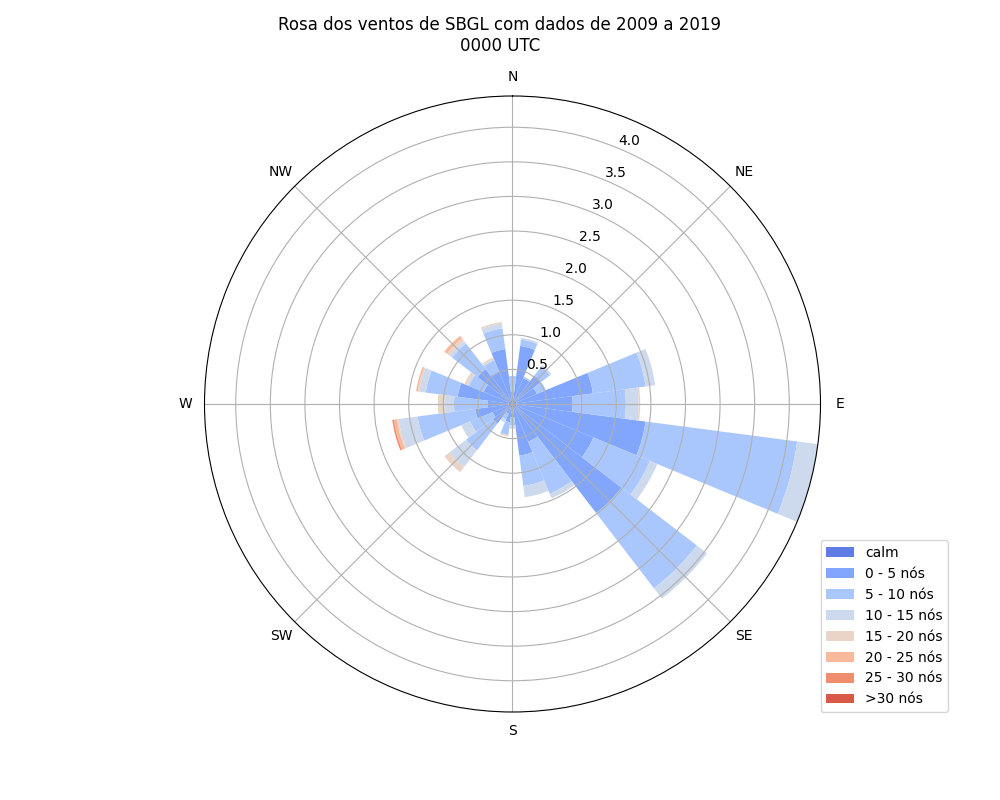 Rosa dos ventos de SBGL com dados de 2009 a 2019
0000 UTC
N
NW
NE
4.0
3.5
3.0
2.5
2.0
1.5
1.0
0.5
W
E
SW
SE
S
calm
0 - 5 nós
5 - 10 nós
10 - 15 nós
15 - 20 nós
20 - 25 nós
25 - 30 nós
>30 nós